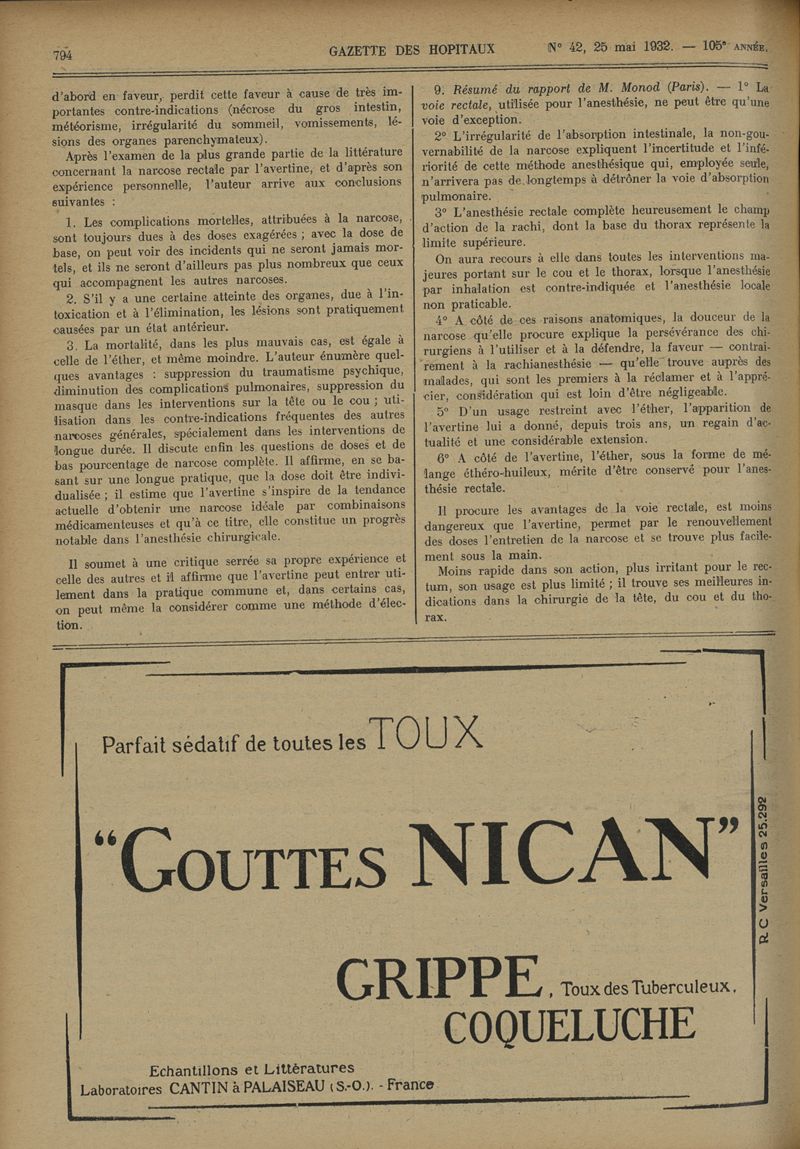 794
GAZETTE DES HOPITAUX
N° 42, 25 mai 1932. — 105e ANNÉE.
d'abord en faveur, perdit cette faveur à cause de très im-
portantes contre-indications (nécrose du gros intestin,
météorisme, irrégularité du sommeil, vomissements, lé-
sions des organes parenchymateux).
Après l'examen de la plus grande partie de la littérature
concernant la narcose rectale par l'avertine, et d'après son
expérience personnelle, l'auteur arrive aux conclusions
suivantes :
1. Les complications mortelles, attribuées à la narcose,
sont toujours dues à des doses exagérées ; avec la dose de
base, on peut voir des incidents qui ne seront jamais mor-
tels, et ils ne seront d'ailleurs pas plus nombreux que ceux
qui accompagnent les autres narcoses.
2. S'il y a une certaine atteinte des organes, due à l'in-
toxication et à l'élimination, les lésions sont pratiquement
causées par un état antérieur.
3. La mortalité, dans les plus mauvais cas, est égale à
celle de l'éther, et même moindre. L'auteur énumère quel-
ques avantages : suppression du traumatisme psychique,
diminution des complications pulmonaires, suppression du
masque dans les interventions sur la tête ou le cou ; uti-
lisation dans les contre-indications fréquentes des autres
narcoses générales, spécialement dans les interventions de
longue durée. Il discute enfin les questions de doses et de
bas pourcentage de narcose complète. Il affirme, en se ba-
sant sur une longue pratique, que la dose doit être indivi-
dualisée ; il estime que l'avertine s'inspire de la tendance
actuelle d'obtenir une narcose idéale par combinaisons
médicamenteuses et qu'à ce titre, elle constitue un progrès
notable dans l'anesthésie chirurgicale.
Il soumet à une critique serrée sa propre expérience et
celle des autres et il affirme que l'avertine peut entrer uti-
lement dans la pratique commune et, dans certains cas,
on peut même la considérer comme une méthode d'élec-
tion.
9. Résumé du rapport de M. Monod (Paris). — 1° La
voie rectale, utilisée pour l'anesthésie, ne peut être qu'une
voie d'exception.
2° L'irrégularité de l'absorption intestinale, la non-gou-
vernabilité de la narcose expliquent l'incertitude et l'infé-
riorité de cette méthode anesthésique qui, employée seule,
n'arrivera pas de longtemps à détrôner la voie d'absorption
pulmonaire.
3° L'anesthésie rectale complète heureusement le champ
d'action de la rachi, dont la base du thorax représente la
limite supérieure.
On aura recours à elle dans toutes les interventions ma-
jeures portant sur le cou et le thorax, lorsque l'anesthésie
par inhalation est contre-indiquée et l'anesthésie locale
non praticable.
4° A côté de ces raisons anatomiques, la douceur de la
narcose qu'elle procure explique la persévérance des chi-
rurgiens à l'utiliser et à la défendre, la faveur — contrai-
rement à la rachianesthésie — qu'elle trouve auprès des
malades, qui sont les premiers à la réclamer et à l'appré-
cier, considération qui est loin d'être négligeable.
5° D'un usage restreint avec l'éther, l'apparition de
l'avertine lui a donné, depuis trois ans, un regain d'ac-
tualité et une considérable extension.
6° A côté de l'avertine, l'éther, sous la forme de mé-
lange éthéro-huileux, mérite d'être conservé pour l'anes-
thésie rectale.
Il procure les avantages de la voie rectale, est moins
dangereux que l'avertine, permet par le renouvellement
des doses l'entretien de la narcose et se trouve plus facile-
ment sous la main.
Moins rapide dans son action, plus irritant pour le rec-
tum, son usage est plus limité ; il trouve ses meilleures in-
dications dans la chirurgie de la tête, du cou et du tho-
rax.
Parfait sédatif de toutes les TOUX
"GOUTTES NICAN"
GRIPPE, Toux des Tuberculeux,
COQUELUCHE
Echantillons et Littératures
Laboratoires CANTIN à PALAISEAU (S.-O.). - France
R C Versailles 25.292